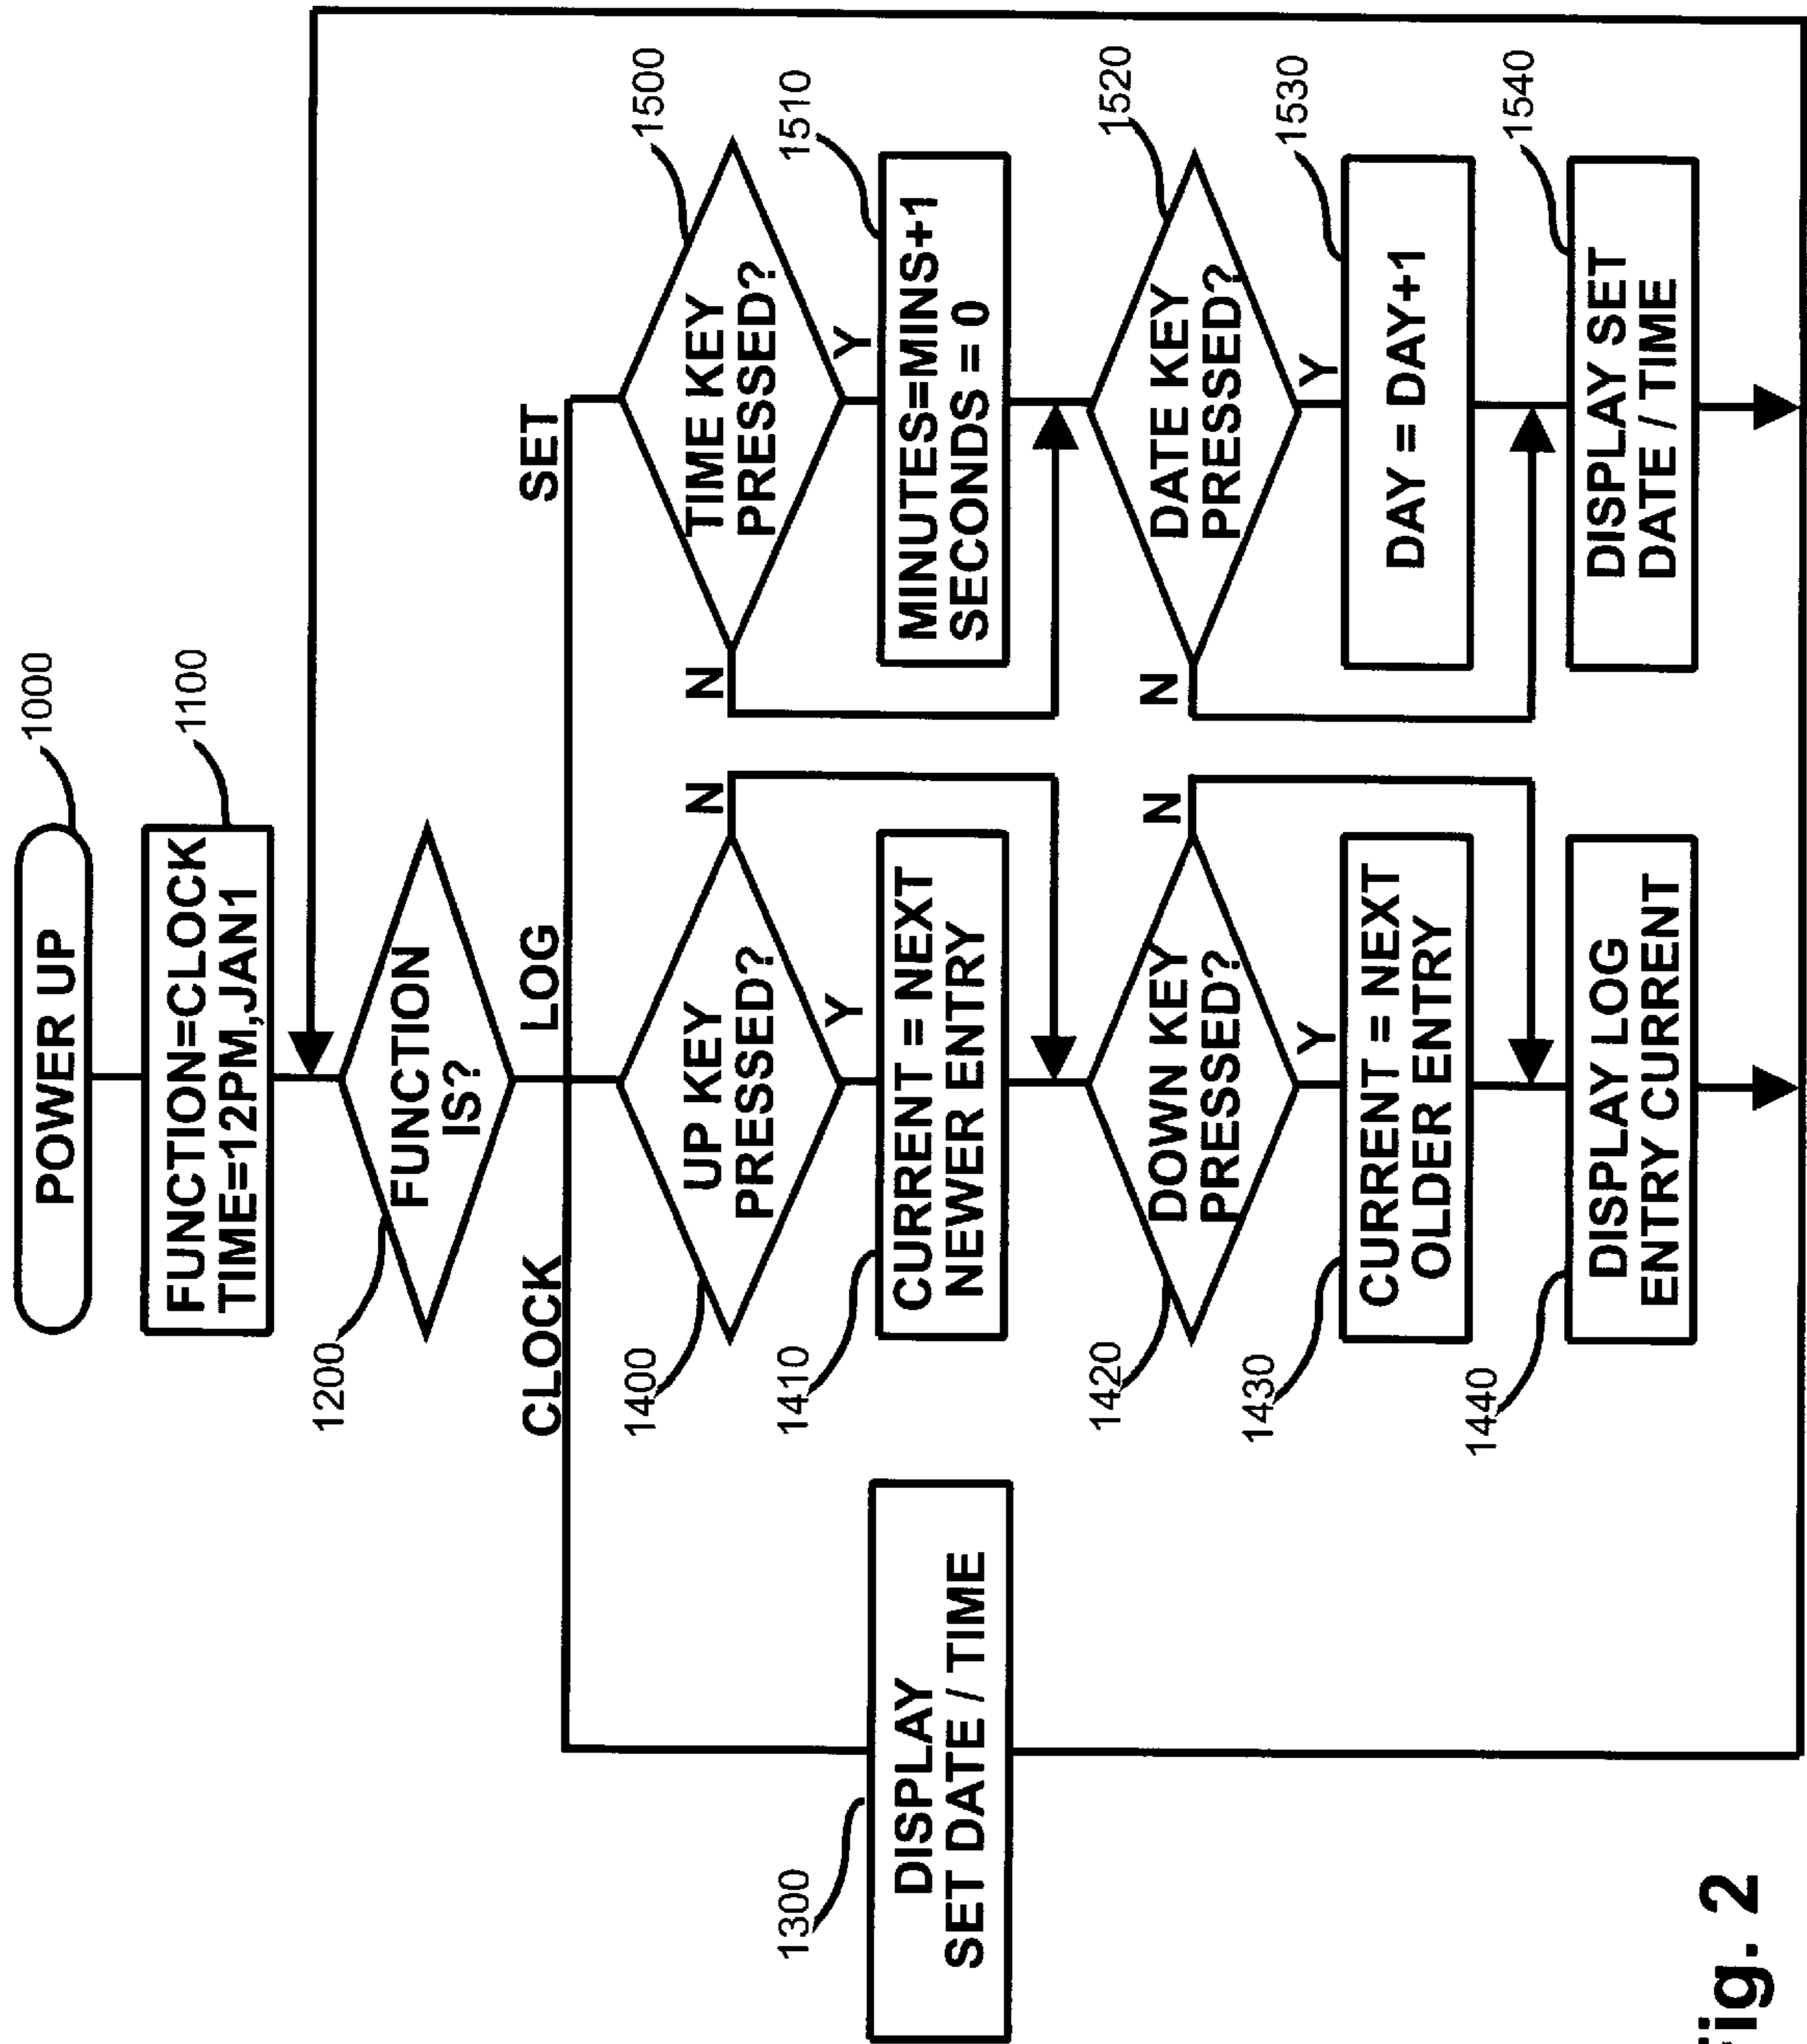 POWER UP
1000
FUNCTION=CLOCK
TIME=12PM,JAN1
1100
1200
FUNCTION
IS?
CLOCK
LOG
SET
1300
DISPLAY
SET DATE / TIME
1400
UP KEY
PRESSED?
N
Y
1410
CURRENT = NEXT
NEWER ENTRY
1420
DOWN KEY
PRESSED?
N
Y
1430
CURRENT = NEXT
OLDER ENTRY
1440
DISPLAY LOG
ENTRY CURRENT
1500
TIME KEY
PRESSED?
N
Y
1510
MINUTES=MINS+1
SECONDS = 0
1520
DATE KEY
PRESSED?
N
Y
1530
DAY = DAY+1
1540
DISPLAY SET
DATE / TIME
Fig. 2